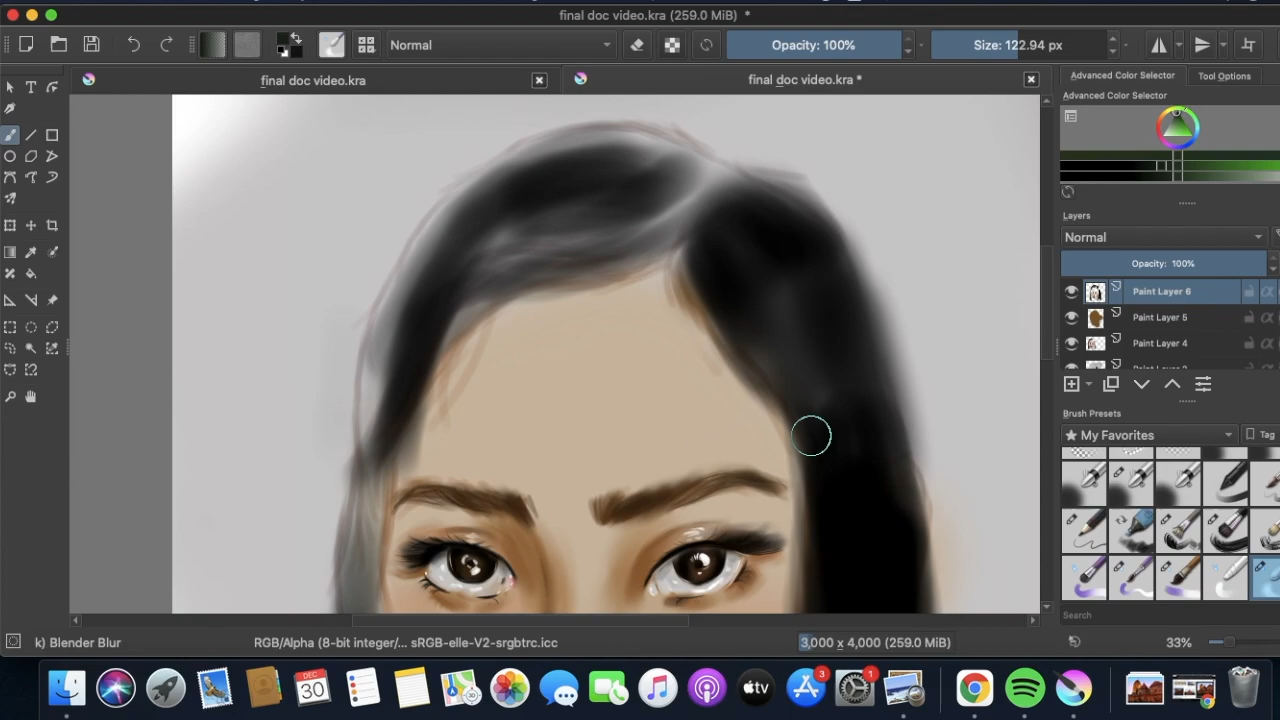 final doc video.kra (259.0 MiB) *
Normal
Opacity: 100%
Size: 122.94 px
final doc video.kra
final doc video.kra *
Advanced Color Selector
Tool Options
Advanced Color Selector
Layers
Normal
Opacity: 100%
Paint Layer 6
Paint Layer 5
Paint Layer 4
Brush Presets
★ My Favorites
Tag
Search
k) Blender Blur
RGB/Alpha (8-bit integer/... sRGB-elle-V2-srgbtrc.icc
3,000 x 4,000 (259.0 MiB)
33%
DEC
30
tv
3
1